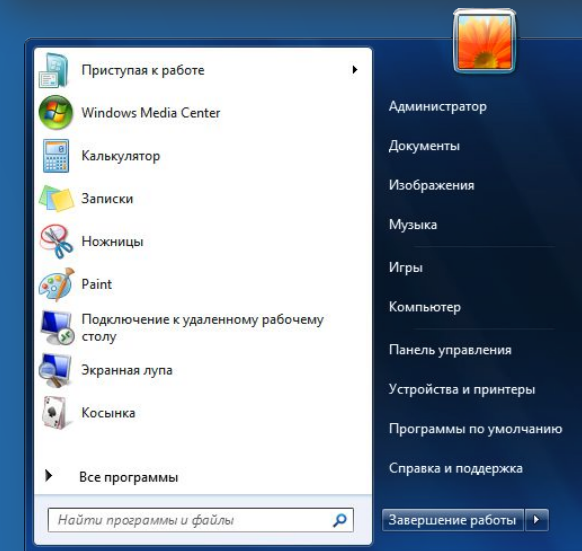 Приступая к работе
Windows Media Center
Калькулятор
Записки
Ножницы
Paint
Подключение к удаленному рабочему
столу
Экранная лупа
Косынка
Все программы
Найти программы и файлы
Администратор
Документы
Изображения
Музыка
Игры
Компьютер
Панель управления
Устройства и принтеры
Программы по умолчанию
Справка и поддержка
Завершение работы